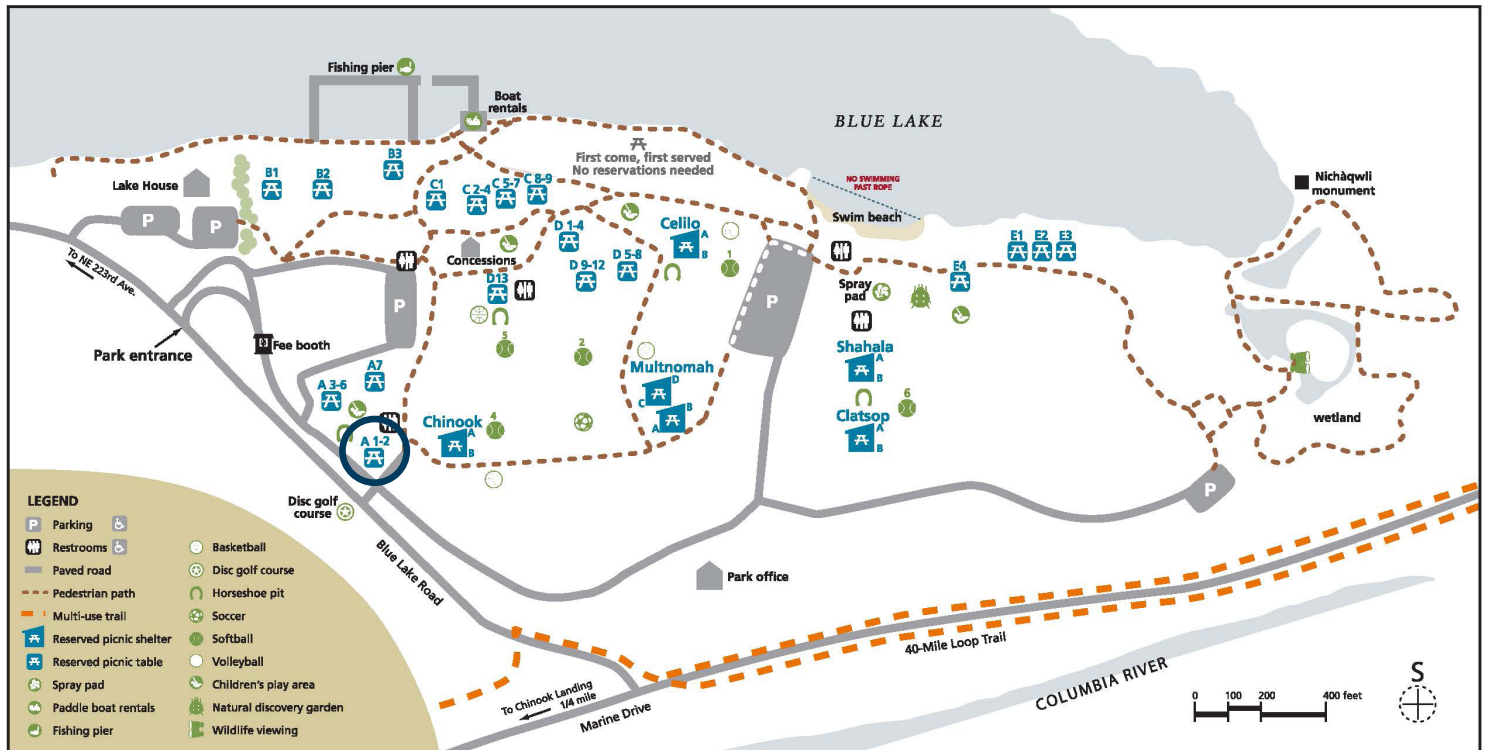 Fishing pier
Boat
rentals
BLUE LAKE
First come, first served
No reservations needed
NO SWIMMING
PAST ROPE
Nichàqwli
monument
Lake House
B1
B2
B3
C1
C 2-4
C 5-7
C 8-9
Swim beach
P
P
To NE 223rd Ave.
Concessions
D 1-4
D 9-12
D 5-8
D13
Celilo
A
B
1
E1
E2
E3
E4
Spray
pad
P
P
Park entrance
Fee booth
5
2
Shahala
A
B
A7
A 3-6
Multnomah
D
C
B
A
Clatsop
A
B
6
wetland
Chinook
A
B
4
A 1-2
P
Disc golf
course
Blue Lake Road
Park office
40-Mile Loop Trail
COLUMBIA RIVER
To Chinook Landing
1/4 mile
Marine Drive
0
100
200
400 feet
S
LEGEND
P
Parking
Restrooms
Paved road
Pedestrian path
Multi-use trail
Reserved picnic shelter
Reserved picnic table
Spray pad
Paddle boat rentals
Fishing pier
Basketball
Disc golf course
Horseshoe pit
Soccer
Softball
Volleyball
Children's play area
Natural discovery garden
Wildlife viewing